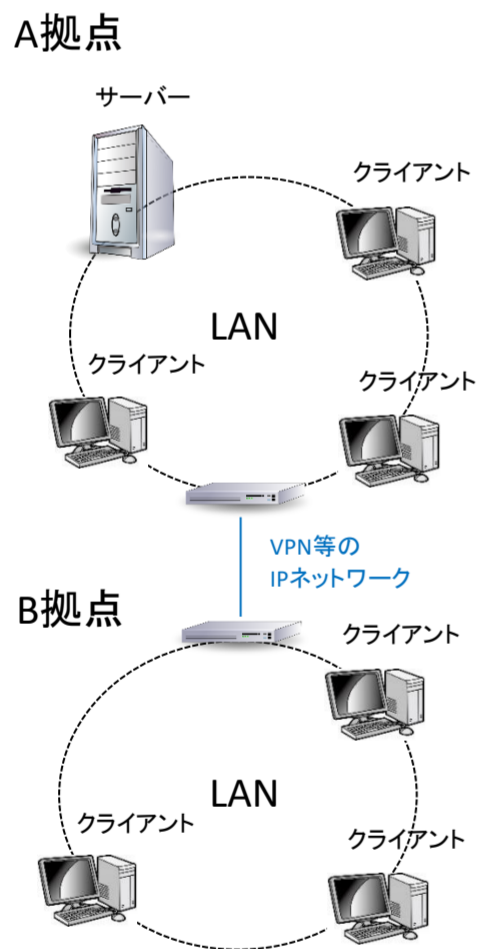 A拠点
サーバー
クライアント
LAN
クライアント
クライアント
VPN等の
IPネットワーク
B拠点
クライアント
LAN
クライアント
クライアント